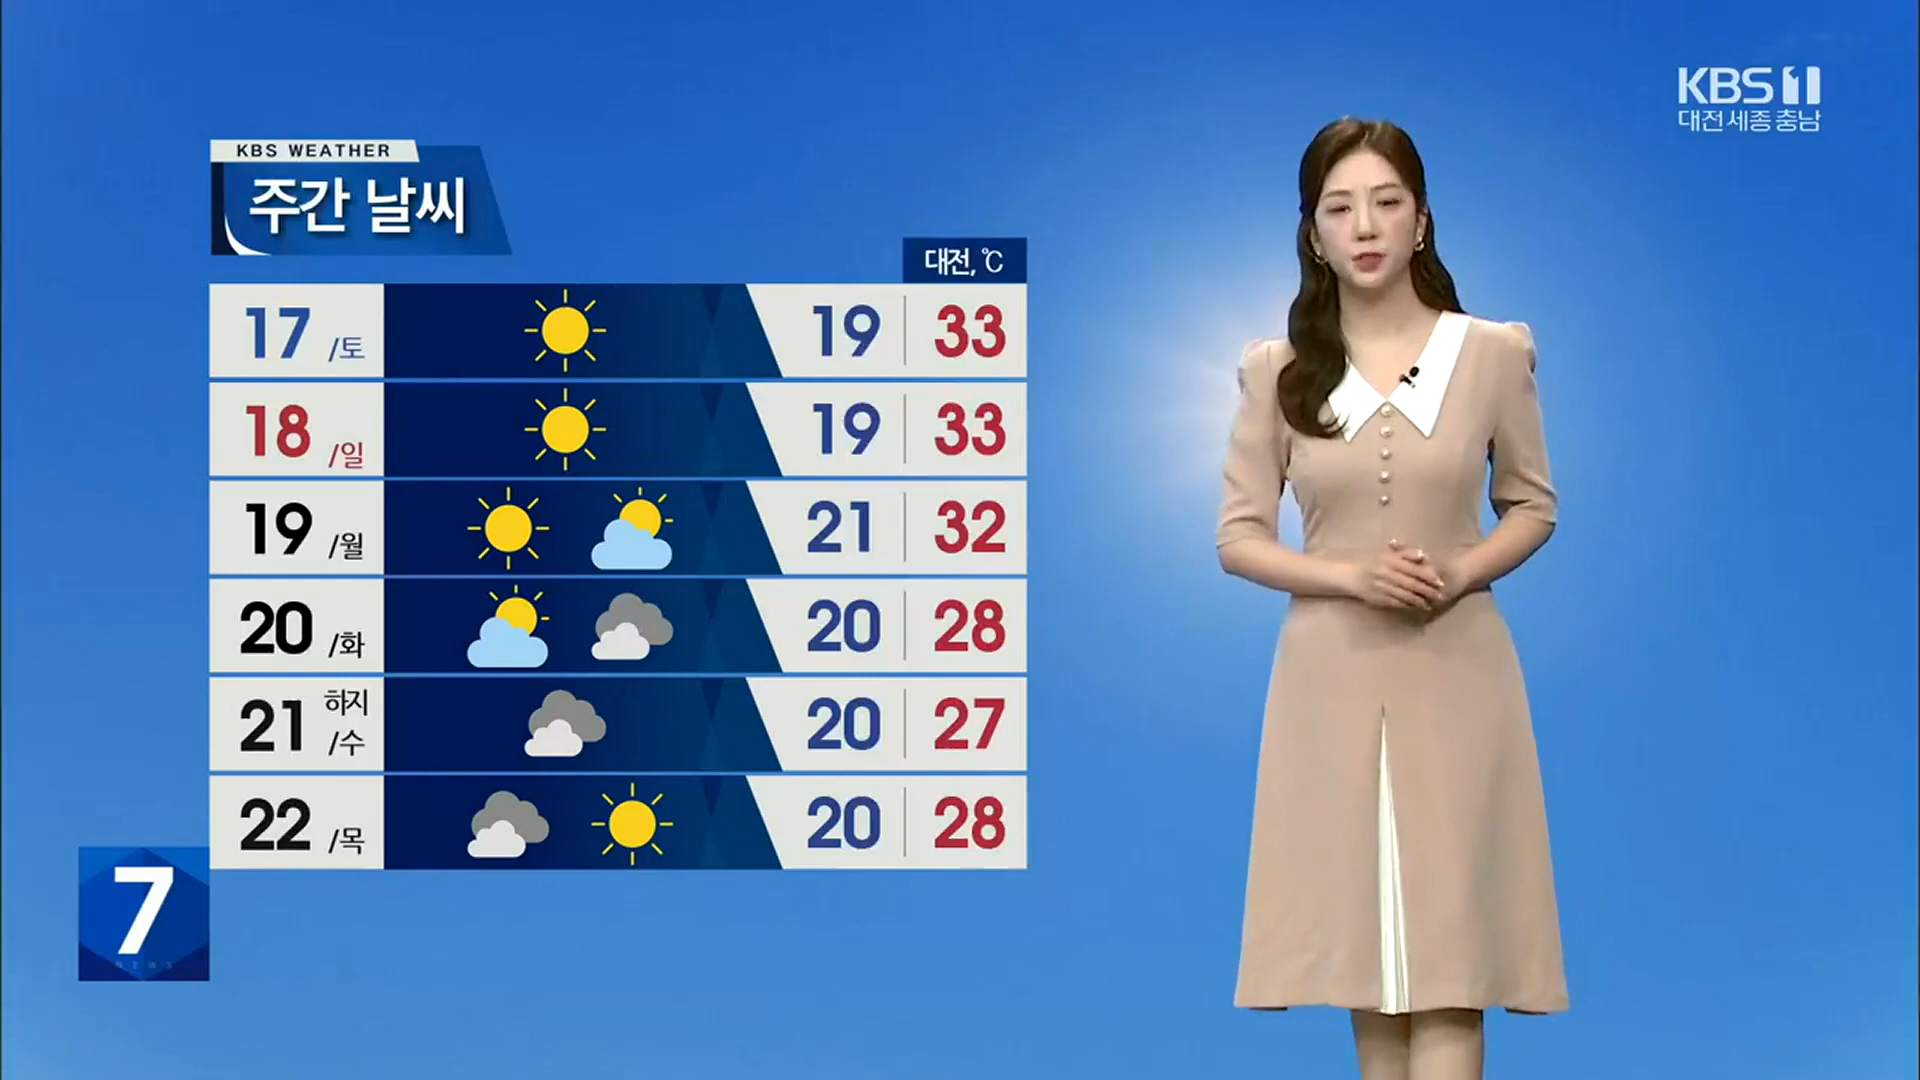 KBS 1
대전 세종 충남
KBS WEATHER
주간 날씨
대전, ℃
17 /토 19 33
18 /일 19 33
19 /월 21 32
20 /화 20 28
21 하지 /수 20 27
22 /목 20 28
7
NEWS